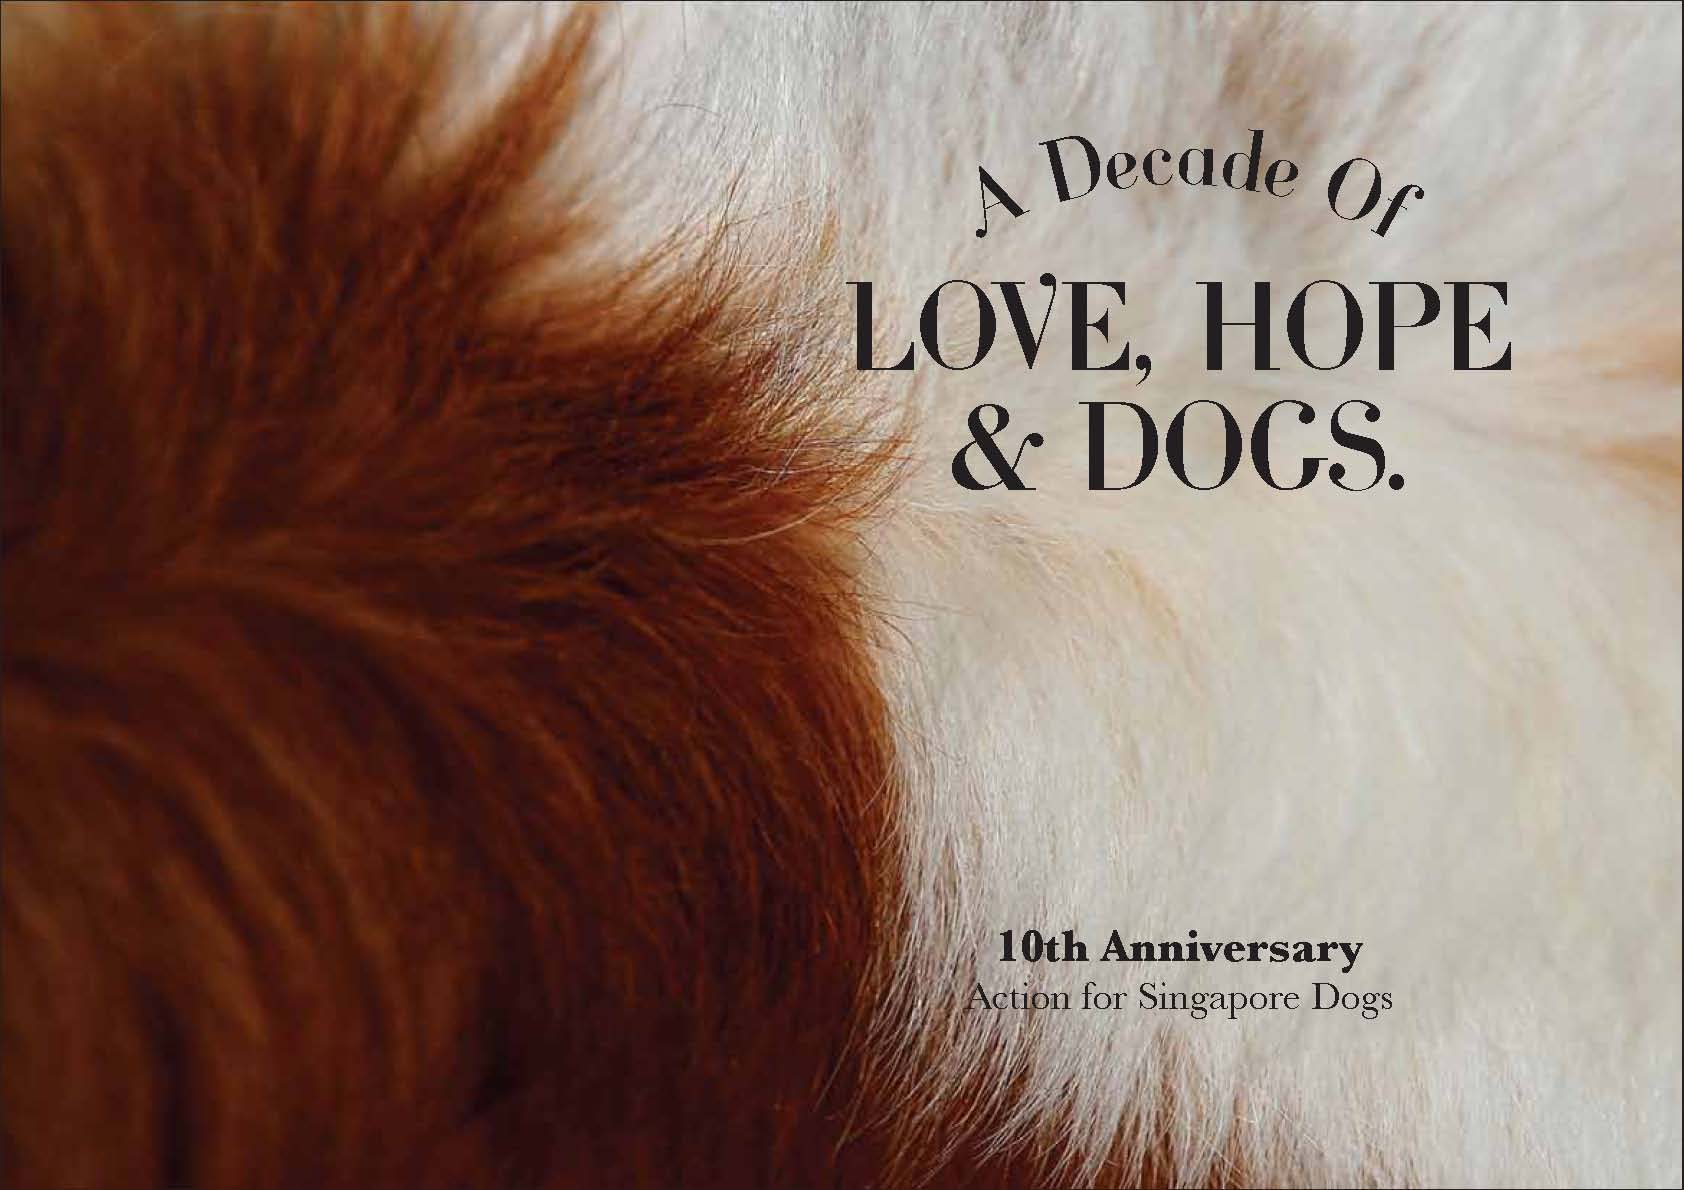 A Decade Of
LOVE, HOPE
& DOGS.
10th Anniversary
Action for Singapore Dogs